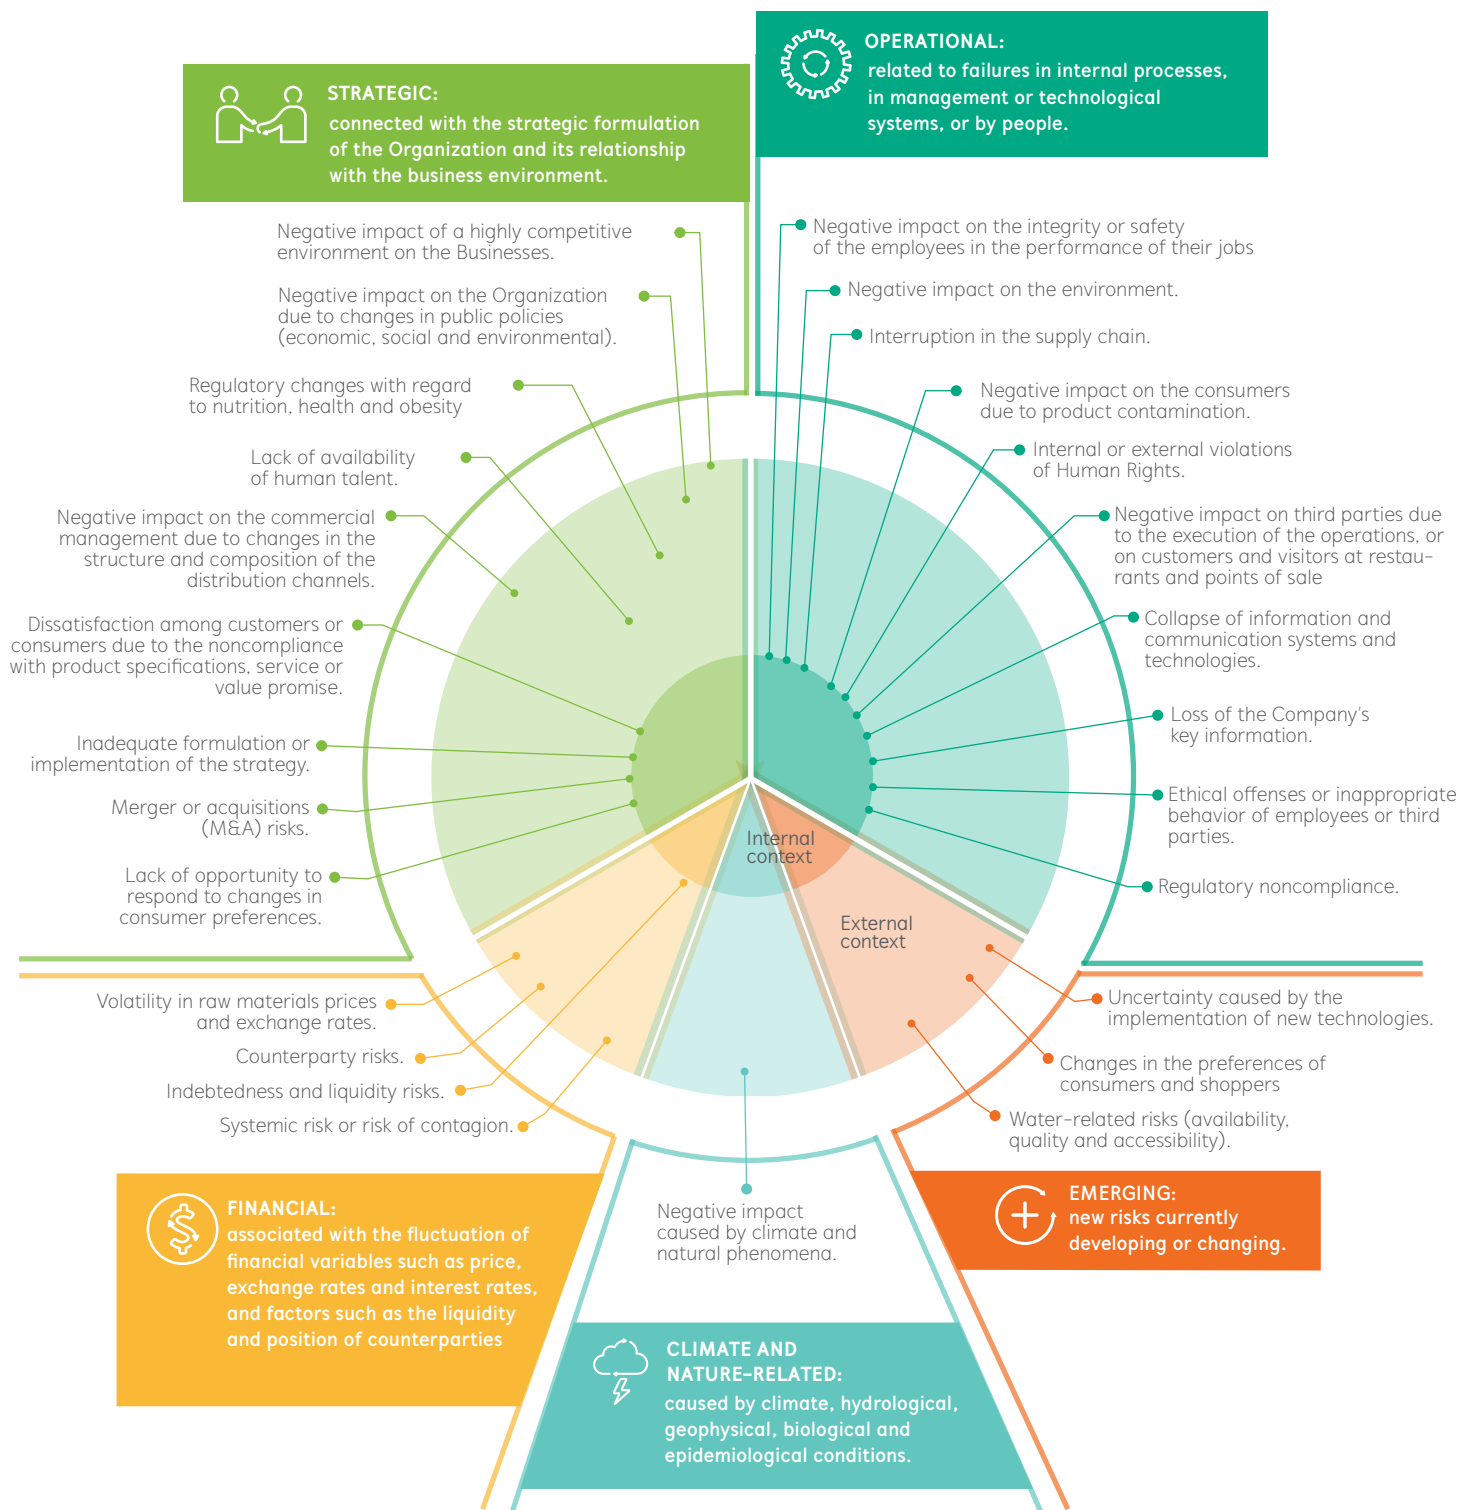 OPERATIONAL:
related to failures in internal processes,
in management or technological
systems, or by people.
STRATEGIC:
connected with the strategic formulation
of the Organization and its relationship
with the business environment.
Negative impact of a highly competitive
environment on the Businesses.
Negative impact on the Organization
due to changes in public policies
(economic, social and environmental).
Regulatory changes with regard
to nutrition, health and obesity
Lack of availability
of human talent.
Negative impact on the commercial
management due to changes in the
structure and composition of the
distribution channels.
Dissatisfaction among customers or
consumers due to the noncompliance
with product specifications, service or
value promise.
Inadequate formulation or
implementation of the strategy.
Merger or acquisitions
(M&A) risks.
Lack of opportunity to
respond to changes in
consumer preferences.
Negative impact on the integrity or safety
of the employees in the performance of their jobs
Negative impact on the environment.
Interruption in the supply chain.
Negative impact on the consumers
due to product contamination.
Internal or external violations
of Human Rights.
Negative impact on third parties due
to the execution of the operations, or
on customers and visitors at restau-
rants and points of sale
Collapse of information and
communication systems and
technologies.
Loss of the Company's
key information.
Ethical offenses or inappropriate
behavior of employees or third
parties.
Regulatory noncompliance.
Internal
context
External
context
Volatility in raw materials prices
and exchange rates.
Counterparty risks.
Indebtedness and liquidity risks.
Systemic risk or risk of contagion.
Uncertainty caused by the
implementation of new technologies.
Changes in the preferences of
consumers and shoppers
Water-related risks (availability,
quality and accessibility).
FINANCIAL:
associated with the fluctuation of
financial variables such as price,
exchange rates and interest rates,
and factors such as the liquidity
and position of counterparties
Negative impact
caused by climate and
natural phenomena.
EMERGING:
new risks currently
developing or changing.
CLIMATE AND
NATURE-RELATED:
caused by climate, hydrological,
geophysical, biological and
epidemiological conditions.